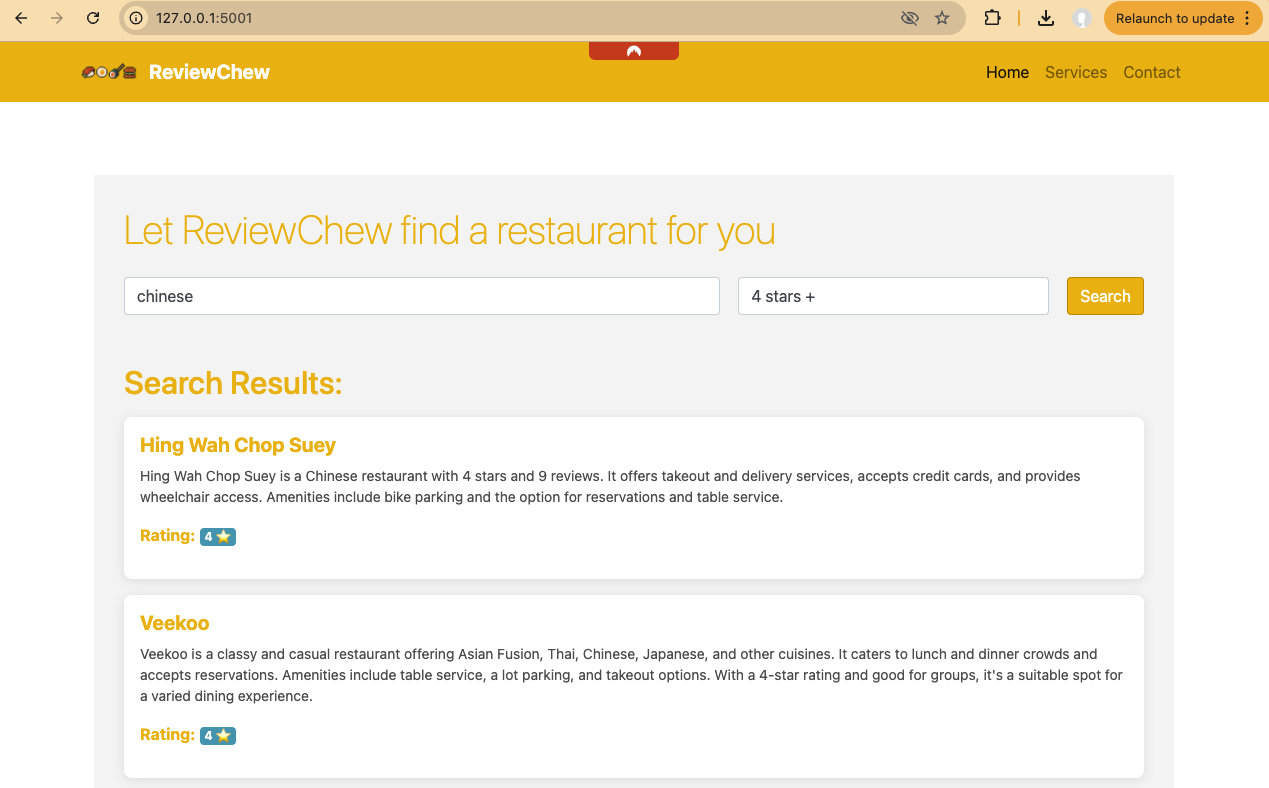 127.0.0.1:5001
Relaunch to update
ReviewChew
Home
Services
Contact
Let ReviewChew find a restaurant for you
chinese
4 stars +
Search
Search Results:
Hing Wah Chop Suey
Hing Wah Chop Suey is a Chinese restaurant with 4 stars and 9 reviews. It offers takeout and delivery services, accepts credit cards, and provides
wheelchair access. Amenities include bike parking and the option for reservations and table service.
Rating: 4
Veekoo
Veekoo is a classy and casual restaurant offering Asian Fusion, Thai, Chinese, Japanese, and other cuisines. It caters to lunch and dinner crowds and
accepts reservations. Amenities include table service, a lot parking, and takeout options. With a 4-star rating and good for groups, it's a suitable spot for
a varied dining experience.
Rating: 4